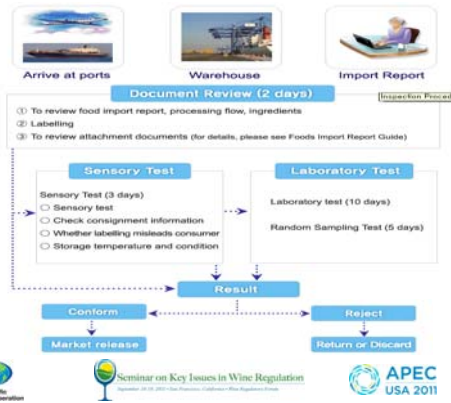 Arrive at ports
Warehouse
Import Report
Document Review (2 days)
① To review food import report, processing flow, ingredients
② Labelling
③ To review attachment documents (for details, please see Foods Import Report Guide)
Sensory Test
Sensory Test (3 days)
○ Sensory test
○ Check consignment information
○ Whether labelling misleads consumer
○ Storage temperature and condition
Laboratory Test
Laboratory test (10 days)
Random Sampling Test (5 days)
Result
Conform
Reject
Market release
Return or Discard
Seminar on Key Issues in Wine Regulation
APEC
USA 2011